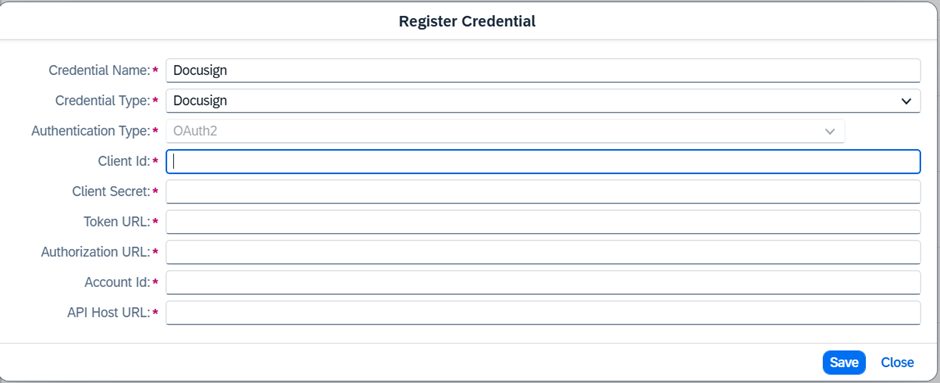 Register Credential
Credential Name:* Docusign
Credential Type:* Docusign
Authentication Type:* OAuth2
Client Id:*
Client Secret:*
Token URL:*
Authorization URL:*
Account Id:*
API Host URL:*
Save Close